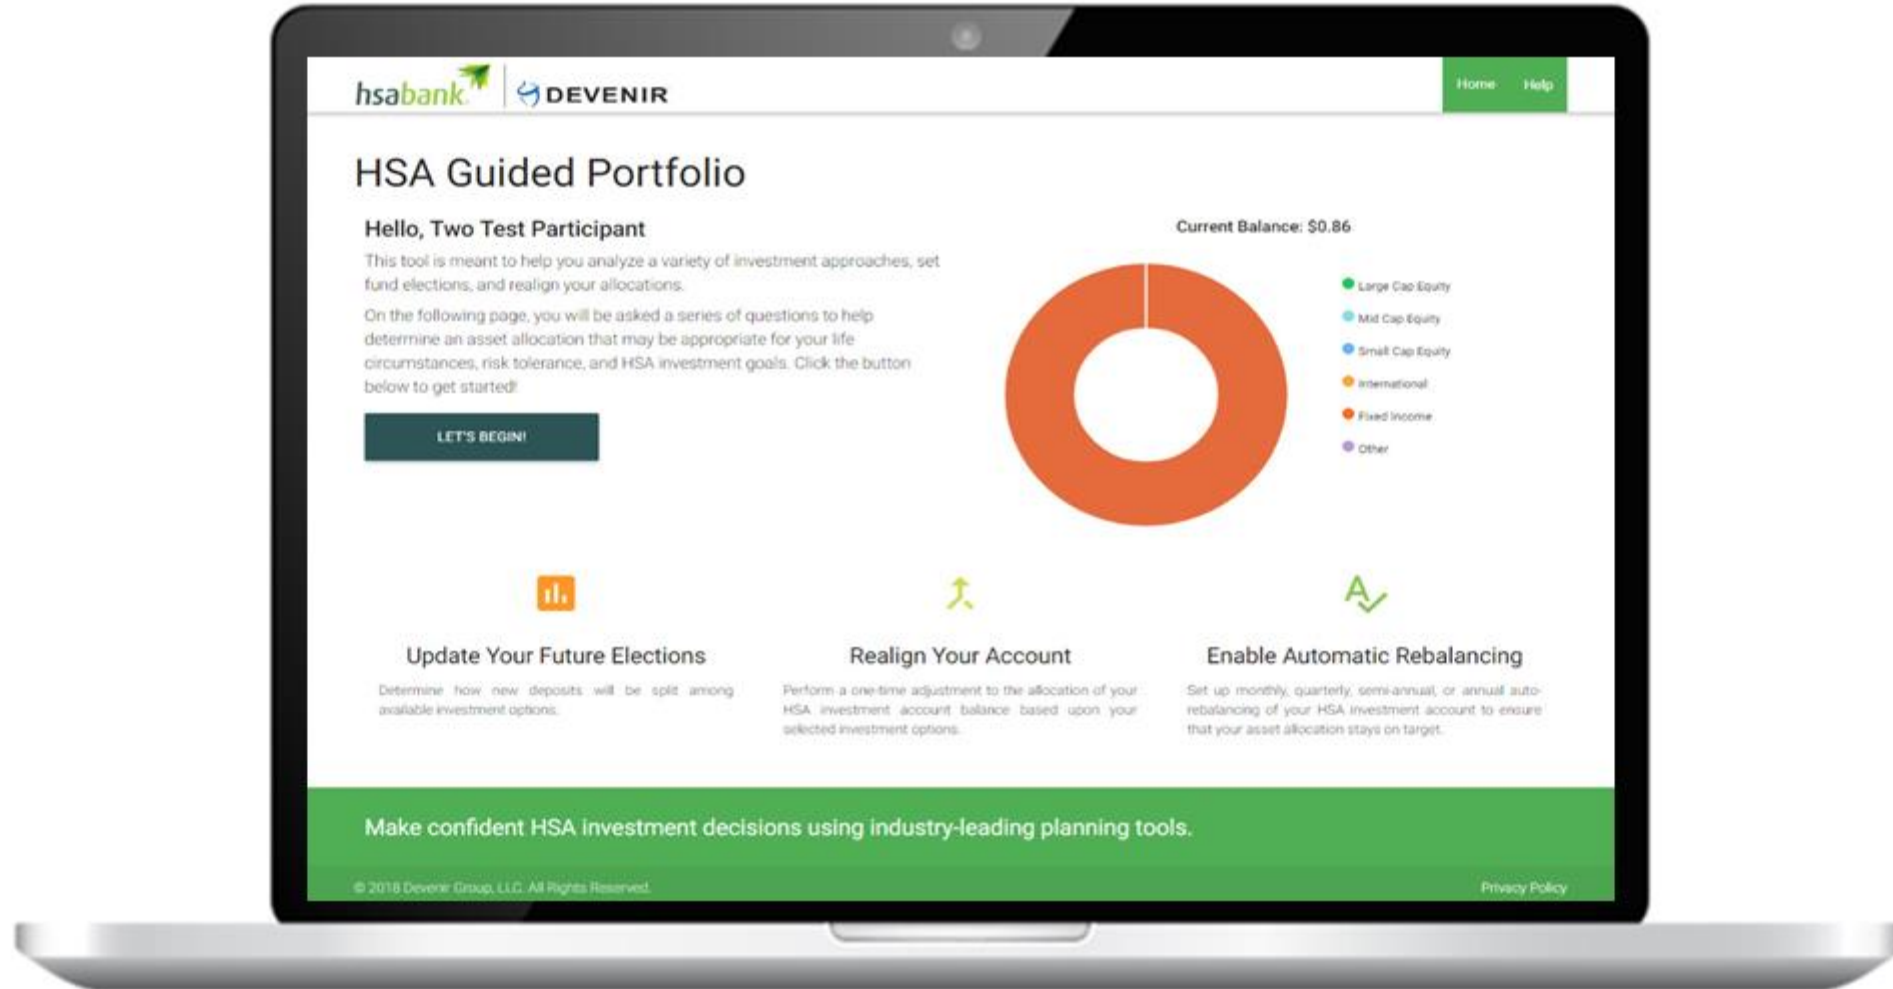 hsabank
DEVENIR
Home Help
HSA Guided Portfolio
Hello, Two Test Participant
This tool is meant to help you analyze a variety of investment approaches, set
fund elections, and realign your allocations.
On the following page, you will be asked a series of questions to help
determine an asset allocation that may be appropriate for your life
circumstances, risk tolerance, and HSA investment goals. Click the button
below to get started!
LET'S BEGIN!
Current Balance: $0.86
Large Cap Equity
Mid Cap Equity
Small Cap Equity
International
Fixed Income
Other
Update Your Future Elections
Determine how new deposits will be split among
available investment options.
Realign Your Account
Perform a one-time adjustment to the allocation of your
HSA investment account balance based upon your
selected investment options.
Enable Automatic Rebalancing
Set up monthly, quarterly, semi-annual, or annual auto-
rebalancing of your HSA investment account to ensure
that your asset allocation stays on target.
Make confident HSA investment decisions using industry-leading planning tools.
© 2018 Devenir Group, LLC. All Rights Reserved.
Privacy Policy